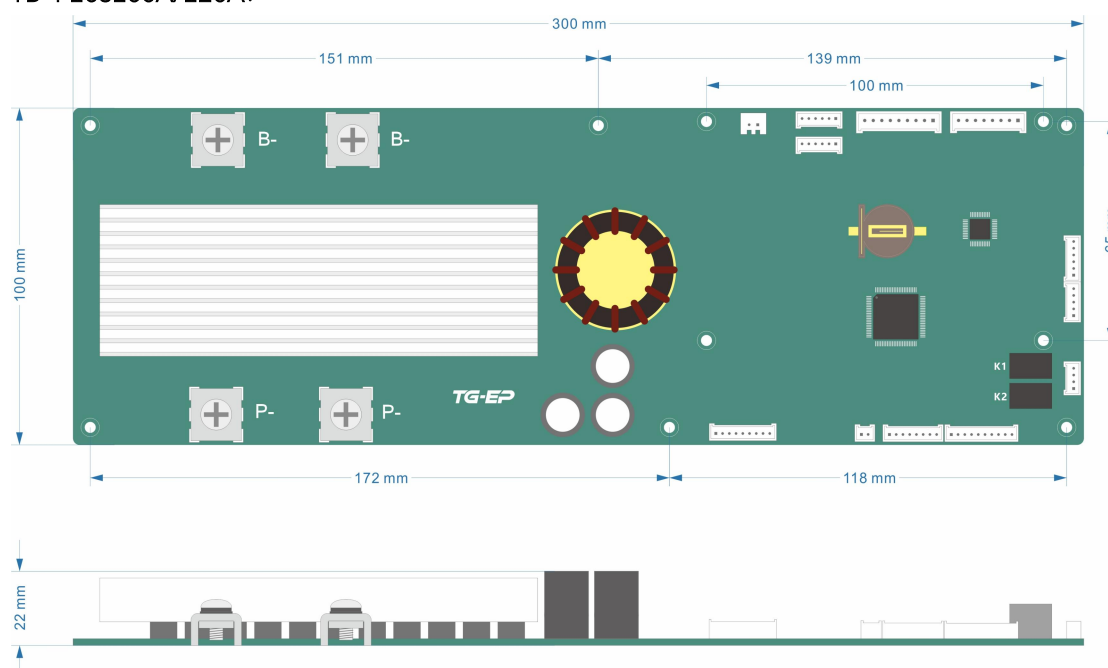 300 mm
151 mm
139 mm
100 mm
B-
B-
100 mm
K1
K2
TG-EP
P-
P-
172 mm
118 mm
22 mm